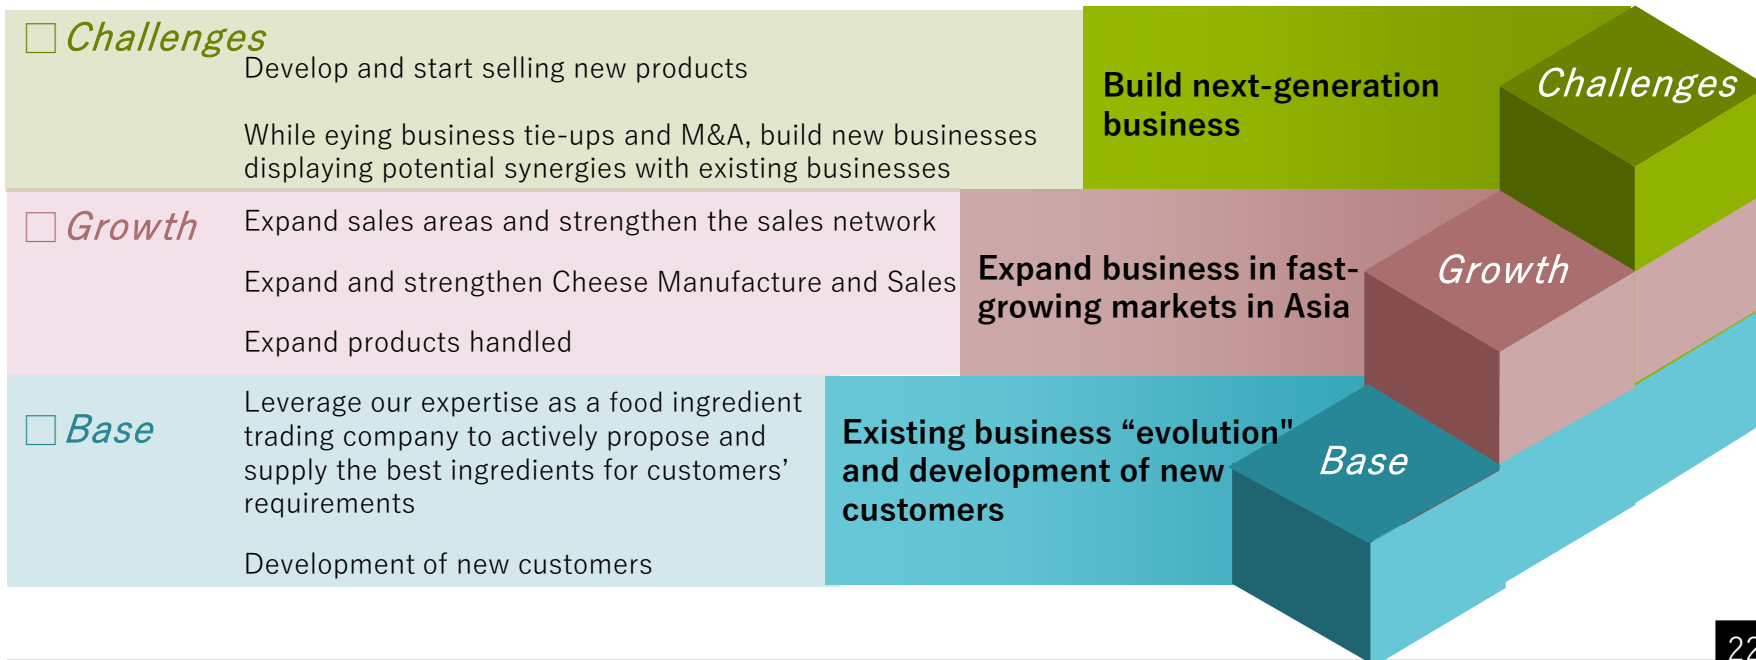 □ Challenges
Develop and start selling new products
While eying business tie-ups and M&A, build new businesses
displaying potential synergies with existing businesses
Build next-generation
business
Challenges
□ Growth
Expand sales areas and strengthen the sales network
Expand and strengthen Cheese Manufacture and Sales
Expand products handled
Expand business in fast-
growing markets in Asia
Growth
□ Base
Leverage our expertise as a food ingredient
trading company to actively propose and
supply the best ingredients for customers’
requirements
Development of new customers
Existing business “evolution"
and development of new
customers
Base
22